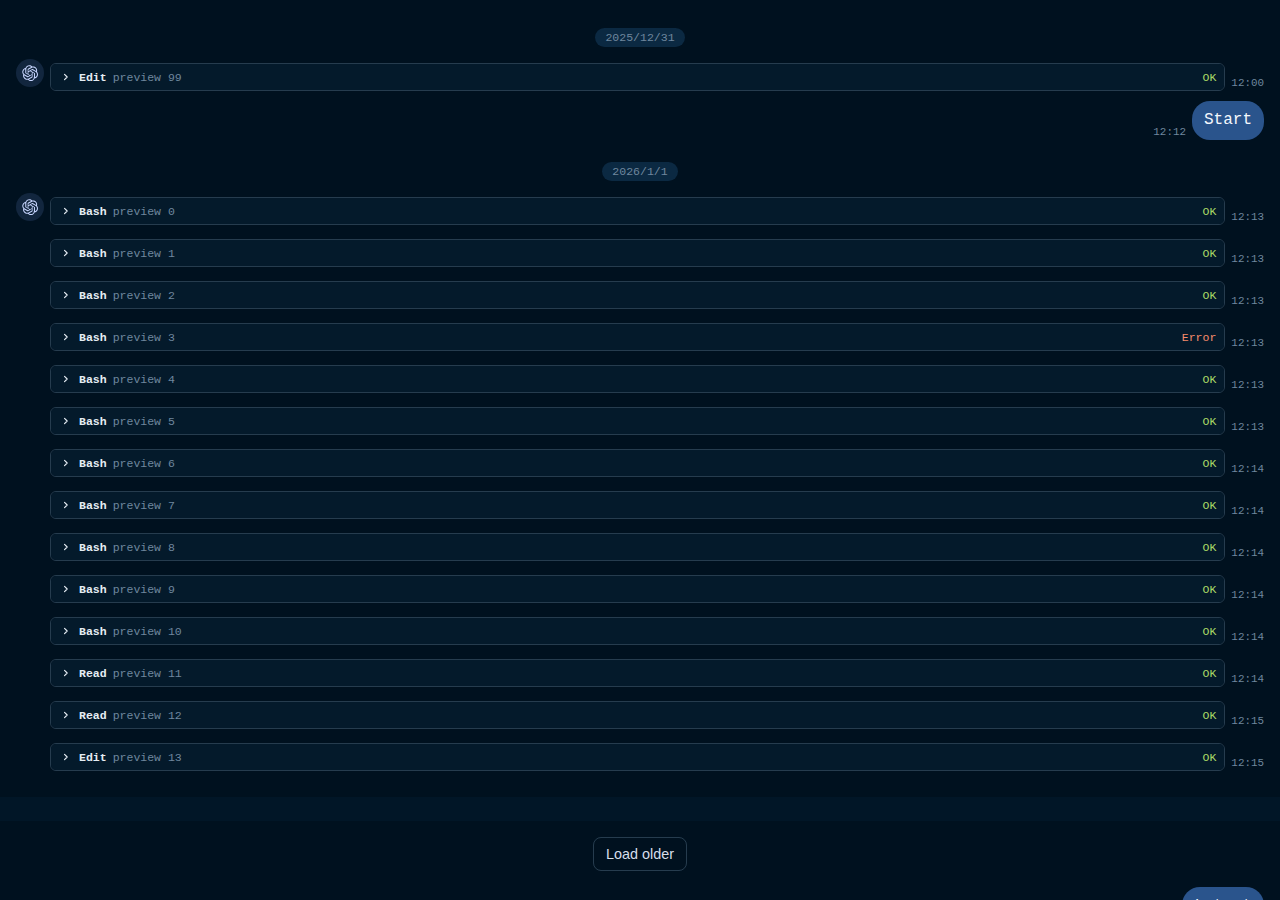 2025/12/31
Edit preview 99 OK 12:00
Start
12:12
2026/1/1
Bash preview 0 OK 12:13
Bash preview 1 OK 12:13
Bash preview 2 OK 12:13
Bash preview 3 Error 12:13
Bash preview 4 OK 12:13
Bash preview 5 OK 12:13
Bash preview 6 OK 12:14
Bash preview 7 OK 12:14
Bash preview 8 OK 12:14
Bash preview 9 OK 12:14
Bash preview 10 OK 12:14
Read preview 11 OK 12:14
Read preview 12 OK 12:15
Edit preview 13 OK 12:15
Load older